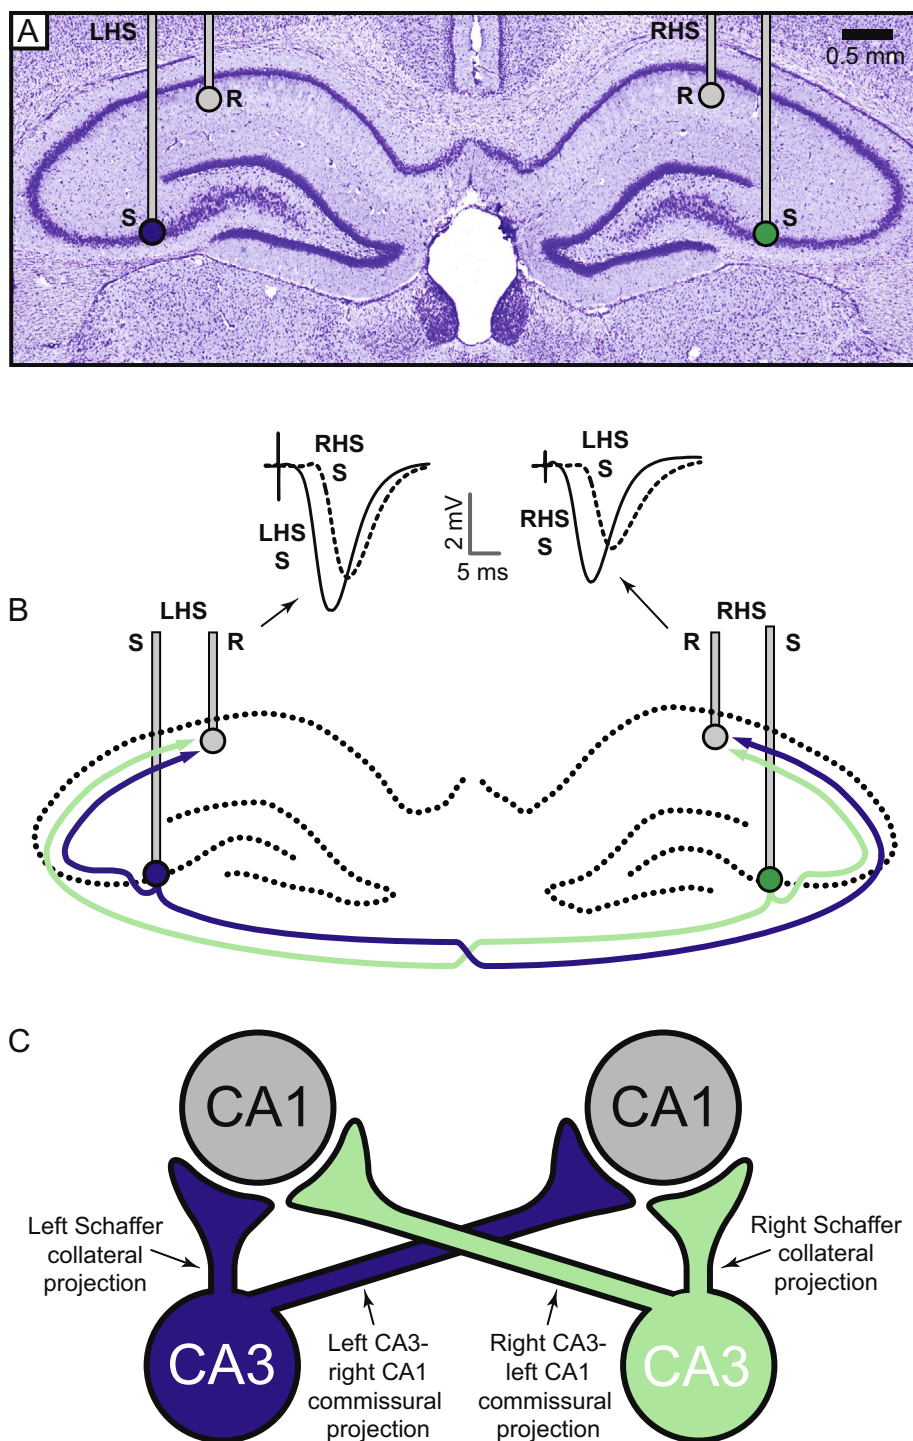 A
LHS
RHS
R
R
0.5 mm
S
S
RHS
S
LHS
S
LHS
S
2 mV
5 ms
RHS
S
B
LHS
RHS
S
R
R
S
C
CA1
CA1
Left Schaffer
collateral
projection
Right Schaffer
collateral
projection
CA3
Left CA3-
right CA1
commissural
projection
Right CA3-
left CA1
commissural
projection
CA3